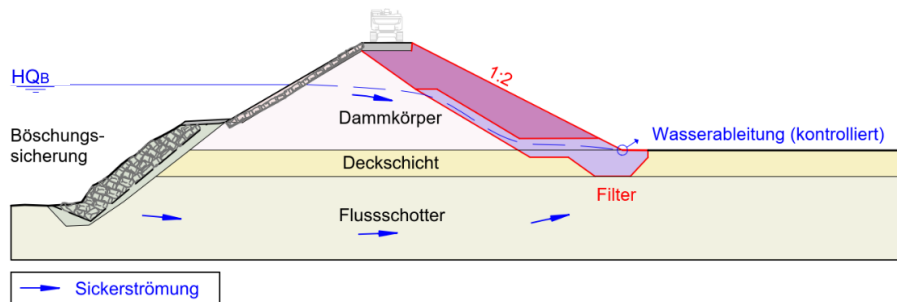 HQB
1:2
Böschungs-
sicherung
Dammkörper
Wasserableitung (kontrolliert)
Deckschicht
Filter
Flussschotter
Sickerströmung